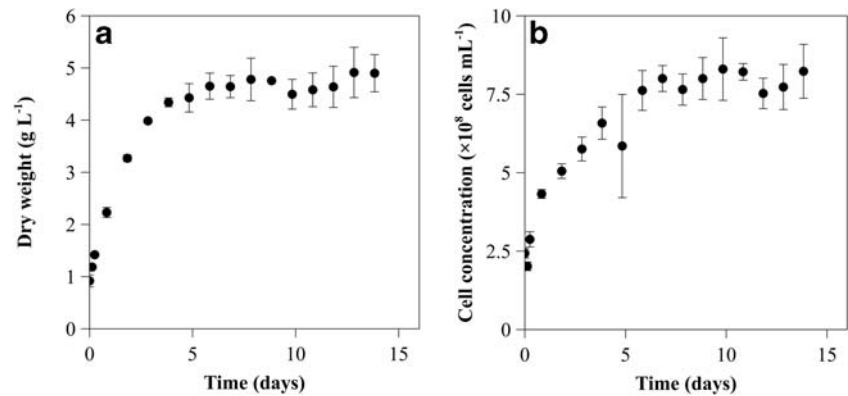 a
Dry weight (g L⁻¹)
6
5
4
3
2
1
0
0 5 10 15
Time (days)
b
Cell concentration (×10⁸ cells mL⁻¹)
10
7.5
5
2.5
0
0 5 10 15
Time (days)